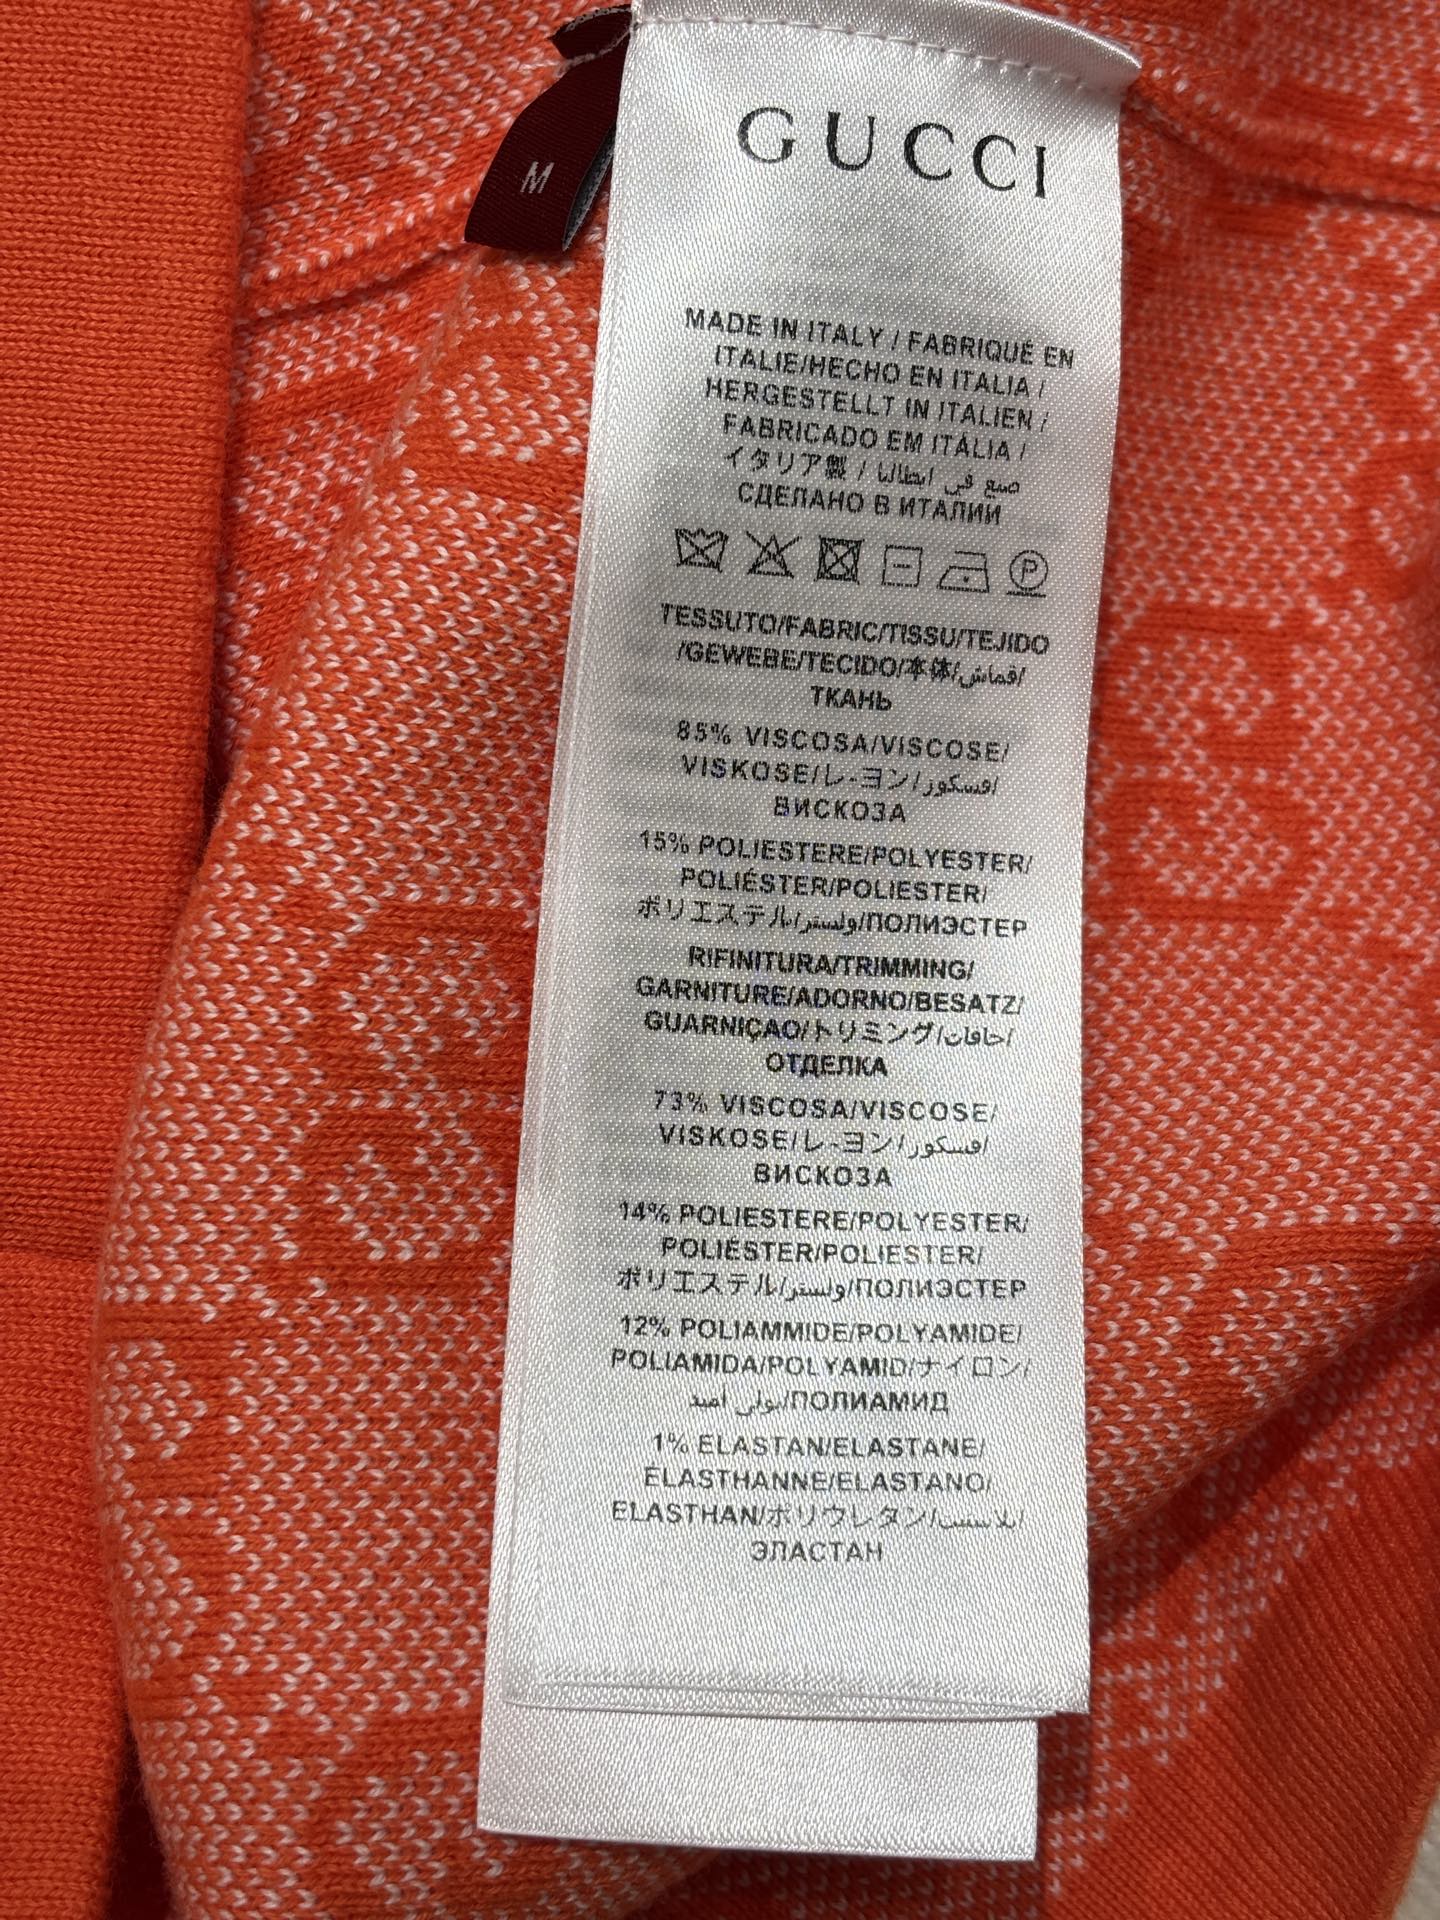 M
GUCCI
MADE IN ITALY / FABRIQUÉ EN
ITALIE/HECHO EN ITALIA /
HERGESTELLT IN ITALIEN /
FABRICADO EM ITÁLIA /
イタリア製 / صنع في ايطاليا
СДЕЛАНО В ИТАЛИИ
P
TESSUTO/FABRIC/TISSU/TEJIDO
/GEWEBE/TECIDO/本体/قماش/
ТКАНЬ
85% VISCOSA/VISCOSE/
VISKOSE/レーヨン/فسكوز/
ВИСКОЗА
15% POLIESTERE/POLYESTER/
POLIÉSTER/POLIESTER/
ポリエステル/بولستر/ПОЛИЭСТЕР
RIFINITURA/TRIMMING/
GARNITURE/ADORNO/BESATZ/
GUARNIÇAO/トリミング/حافات/
ОТДЕЛКА
73% VISCOSA/VISCOSE/
VISKOSE/レーヨン/فسكوز/
ВИСКОЗА
14% POLIESTERE/POLYESTER/
POLIÉSTER/POLIESTER/
ポリエステル/بولستر/ПОЛИЭСТЕР
12% POLIAMMIDE/POLYAMIDE/
POLIAMIDA/POLYAMID/ナイロン/
بولي أميد/ПОЛИАМИД
1% ELASTAN/ELASTANE/
ÉLASTHANNE/ELASTANO/
ELASTHAN/ポリウレタン/
ЭЛАСТАН